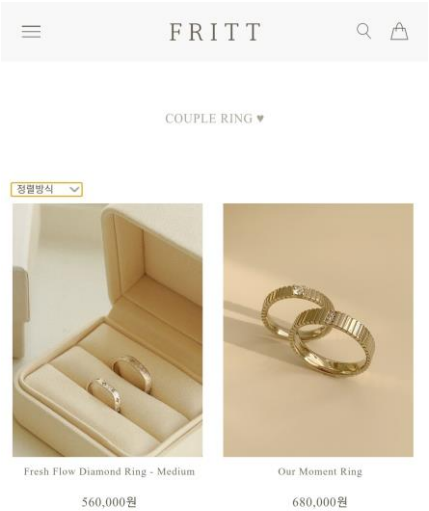 FRITT
COUPLE RING ♥
정렬방식
Fresh Flow Diamond Ring - Medium
560,000원
Our Moment Ring
680,000원